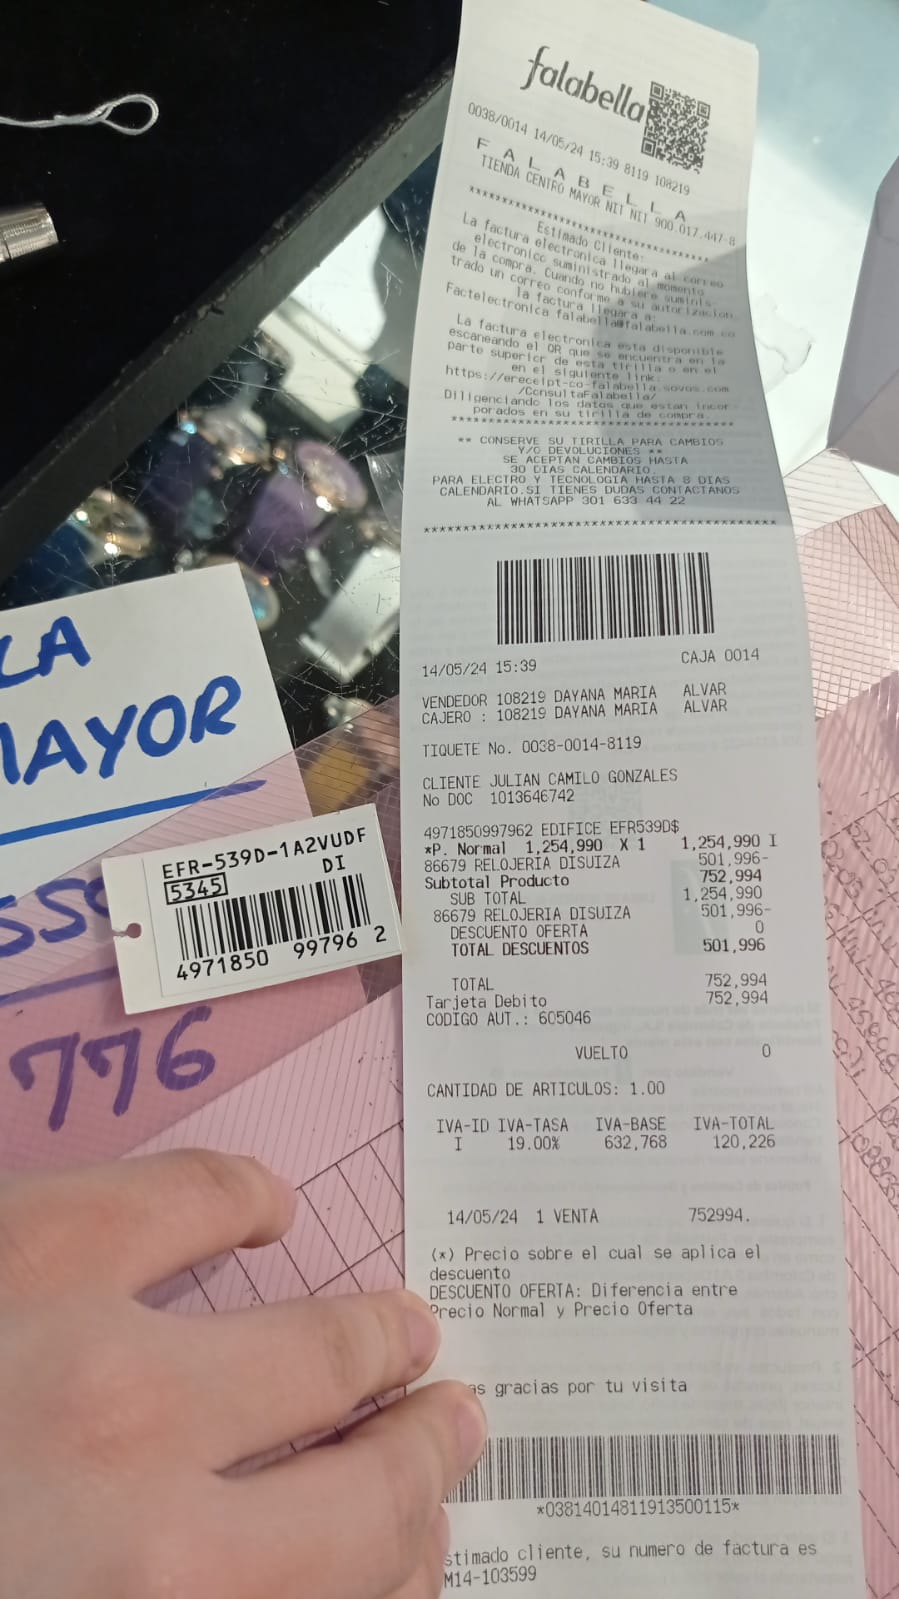 falabella
0038/0014 14/05/24 15:39 8119 108219
F A L A B E L L A
TIENDA CENTRO MAYOR NIT NIT 900.017.447-8
****************************************
Estimado Cliente:
La factura electronica llegara al correo
electronico suministrado al momento
de la compra. Cuando no hubiere suminis-
trado un correo conforme a su autorizacion
la factura llegara a:
Factelectronica falabella@falabella.com.co
La factura electronica esta disponible
escaneando el QR que se encuentra en la
parte superior de esta tirilla o en el
en el siguiente link:
https://ereceipt-co-falabella.sovos.com
/ConsultaFalabella/
Diligenciando los datos que estan incor
porados en su tirilla de compra.
****************************************
** CONSERVE SU TIRILLA PARA CAMBIOS
Y/O DEVOLUCIONES **
SE ACEPTAN CAMBIOS HASTA
30 DIAS CALENDARIO.
PARA ELECTRO Y TECNOLOGIA HASTA 8 DIAS
CALENDARIO.SI TIENES DUDAS CONTACTANOS
AL WHATSAPP 301 633 44 22
****************************************
14/05/24 15:39 CAJA 0014
VENDEDOR 108219 DAYANA MARIA ALVAR
CAJERO : 108219 DAYANA MARIA ALVAR
TIQUETE No. 0038-0014-8119
CLIENTE JULIAN CAMILO GONZALES
No DOC 1013646742
4971850997962 EDIFICE EFR539D$
*P. Normal 1,254,990 X 1 1,254,990 I
86679 RELOJERIA DISUIZA 501,996-
Subtotal Producto 752,994
SUB TOTAL 1,254,990
86679 RELOJERIA DISUIZA 501,996-
DESCUENTO OFERTA 0
TOTAL DESCUENTOS 501,996
TOTAL 752,994
Tarjeta Debito 752,994
CODIGO AUT.: 605046
VUELTO 0
CANTIDAD DE ARTICULOS: 1.00
IVA-ID IVA-TASA IVA-BASE IVA-TOTAL
I 19.00% 632,768 120,226
14/05/24 1 VENTA 752994.
(*) Precio sobre el cual se aplica el
descuento
DESCUENTO OFERTA: Diferencia entre
Precio Normal y Precio Oferta
as gracias por tu visita
*03814014811913500115*
stimado cliente, su numero de factura es
M14-103599
LA
MAYOR
EFR-539D-1A2VUDF
5345 DI
4971850 99796 2
776